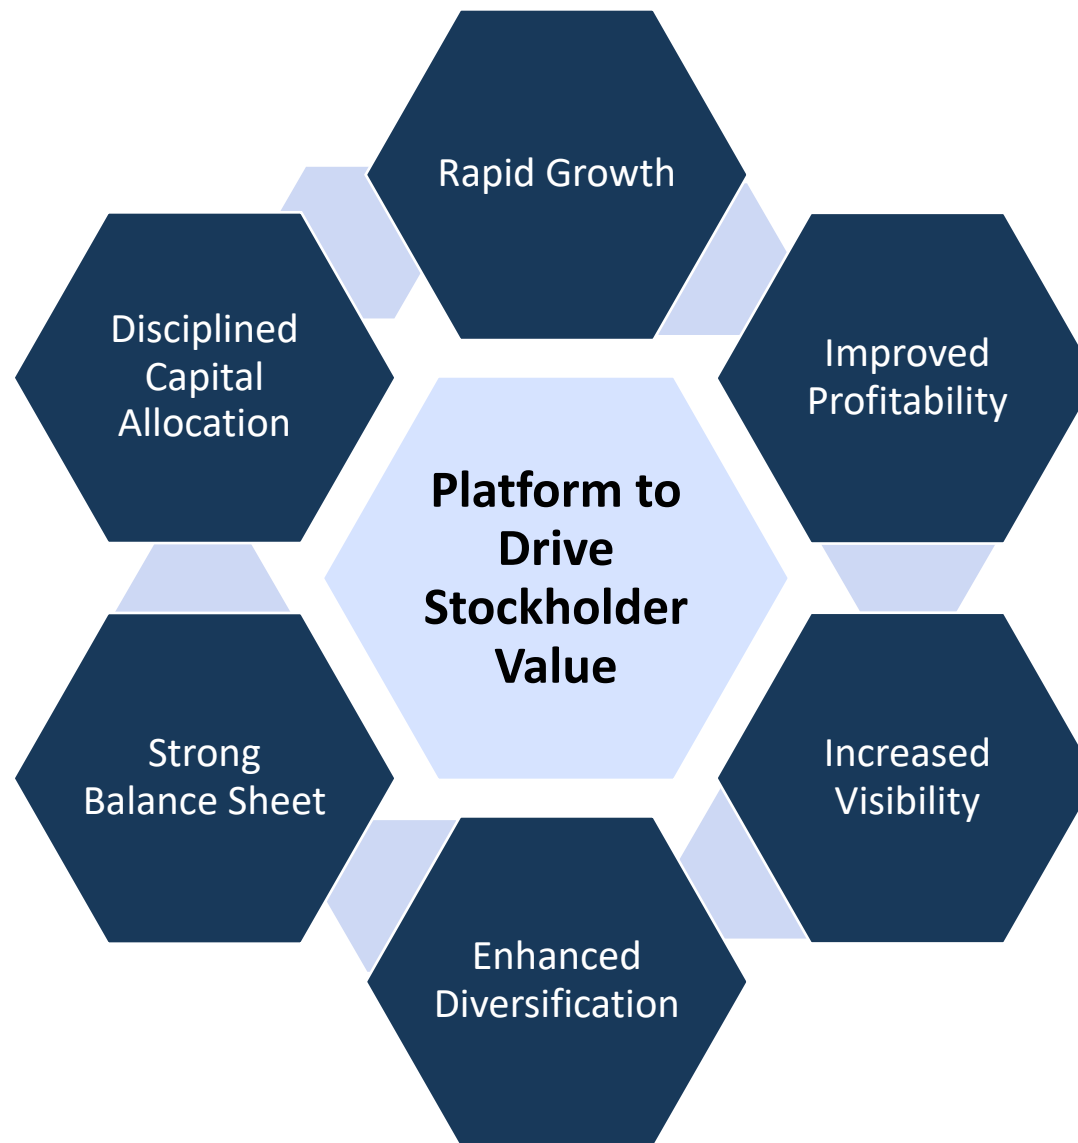 Rapid Growth
Improved
Profitability
Increased
Visibility
Enhanced
Diversification
Strong
Balance Sheet
Disciplined
Capital
Allocation
Platform to
Drive
Stockholder
Value